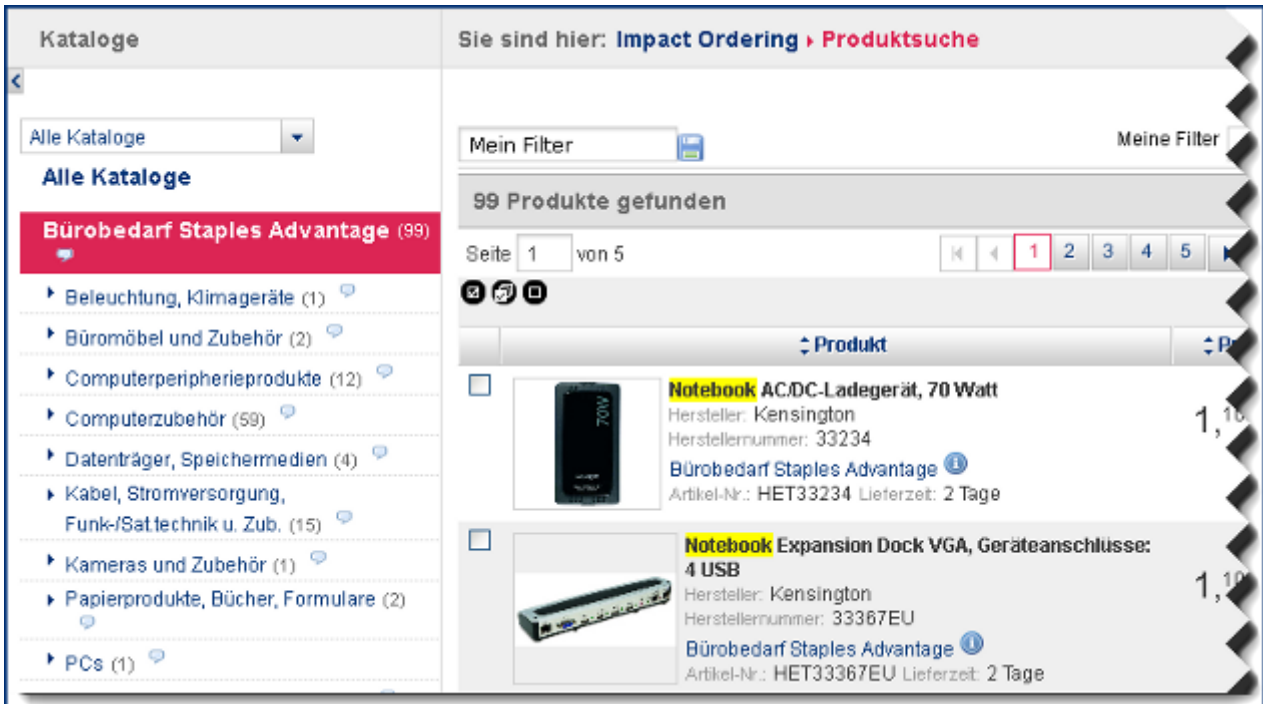 Kataloge
Alle Kataloge
Alle Kataloge
Bürobedarf Staples Advantage (99)
Beleuchtung, Klimageräte (1)
Büromöbel und Zubehör (2)
Computerperipherieprodukte (12)
Computerzubehör (59)
Datenträger, Speichermedien (4)
Kabel, Stromversorgung,
Funk-/Sat.technik u. Zub. (15)
Kameras und Zubehör (1)
Papierprodukte, Bücher, Formulare (2)
PCs (1)
Sie sind hier: Impact Ordering Produktsuche
Mein Filter
Meine Filter
99 Produkte gefunden
Seite 1 von 5
1 2 3 4 5
Produkt
70W
Notebook AC/DC-Ladegerät, 70 Watt
Hersteller: Kensington
Herstellernummer: 33234
Bürobedarf Staples Advantage
Artikel-Nr.: HET33234 Lieferzeit: 2 Tage
1,10
Notebook Expansion Dock VGA, Geräteanschlüsse:
4 USB
Hersteller: Kensington
Herstellernummer: 33367EU
Bürobedarf Staples Advantage
Artikel-Nr.: HET33367EU Lieferzeit: 2 Tage
1,10